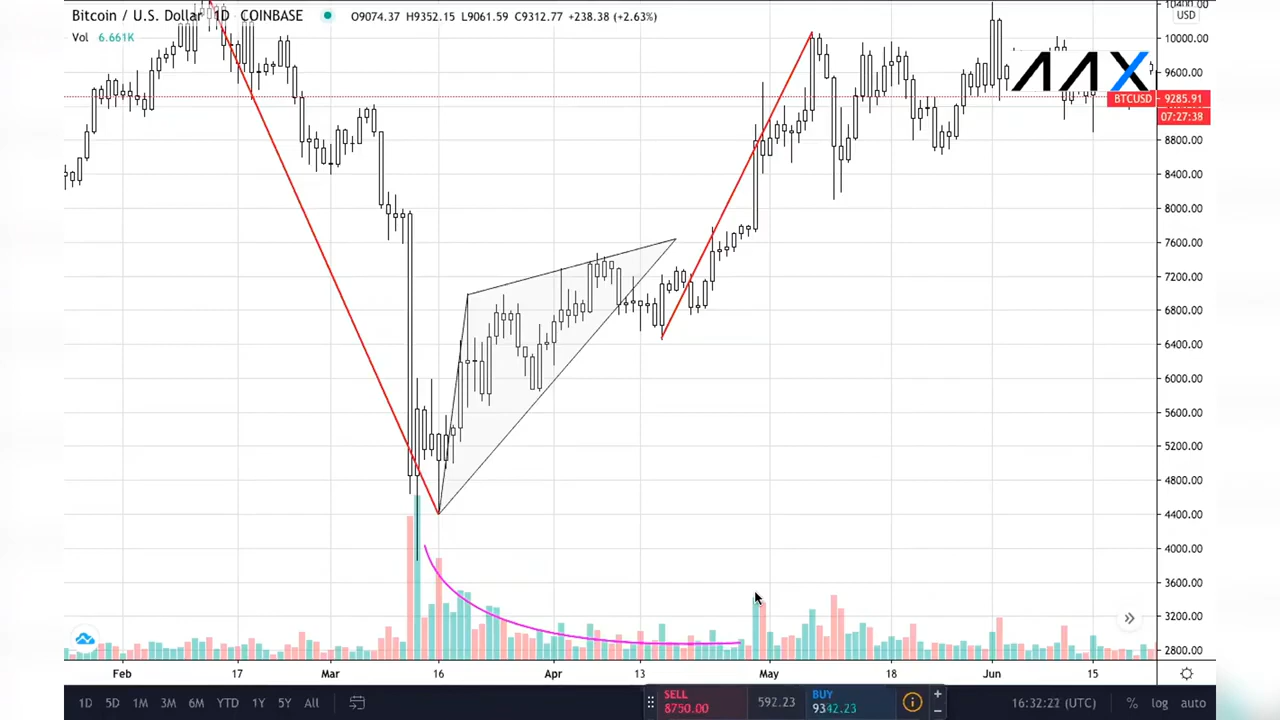 Bitcoin / U.S. Dollar 1D COINBASE O9074.37 H9352.15 L9061.59 C9312.77 +238.38 (+2.63%)
Vol 6.661K
10400.00
USD
10000.00
9600.00
AAX
BTCUSD 9285.91
07:27:38
8800.00
8400.00
8000.00
7600.00
7200.00
6800.00
6400.00
6000.00
5600.00
5200.00
4800.00
4400.00
4000.00
3600.00
3200.00
2800.00
Feb 17 Mar 16 Apr 13 May 18 Jun 15
1D 5D 1M 3M 6M YTD 1Y 5Y All
SELL
8750.00
592.23
BUY
9342.23
16:32:22 (UTC) % log auto